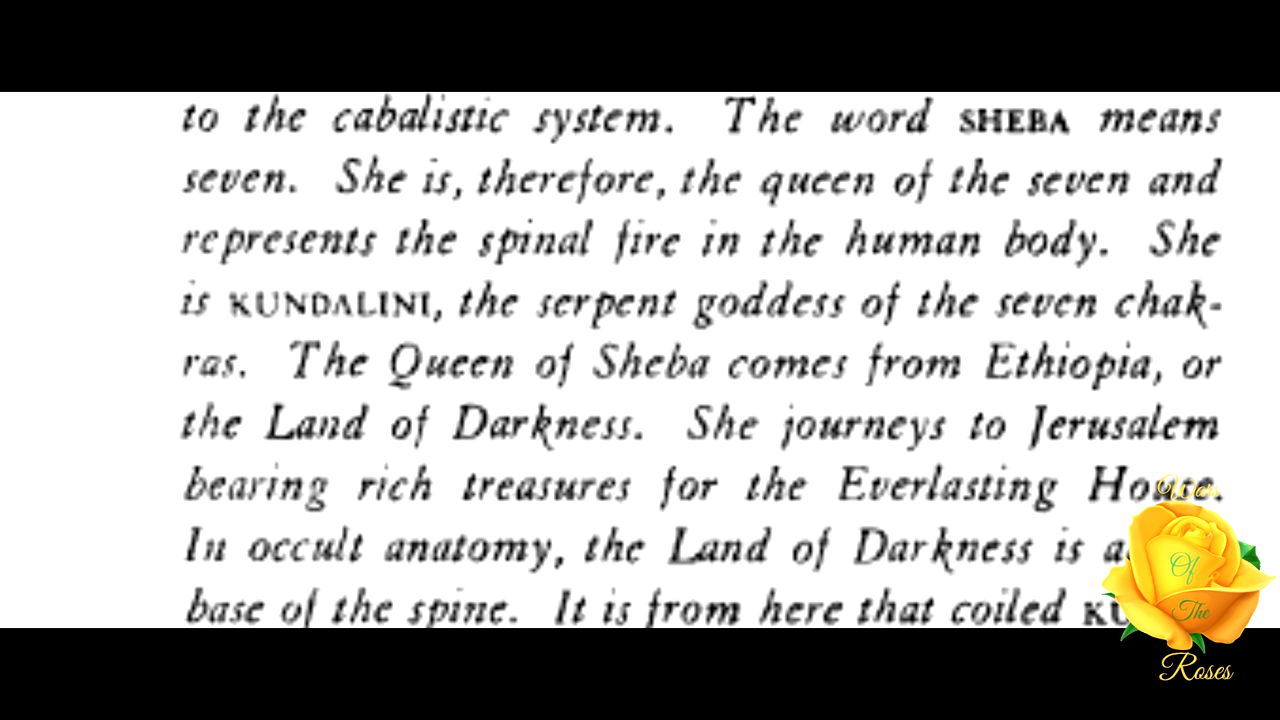 to the cabalistic system. The word SHEBA means
seven. She is, therefore, the queen of the seven and
represents the spinal fire in the human body. She
is KUNDALINI, the serpent goddess of the seven chak-
ras. The Queen of Sheba comes from Ethiopia, or
the Land of Darkness. She journeys to Jerusalem
bearing rich treasures for the Everlasting
In occult anatomy, the Land of Darkness is
base of the spine. It is from here that coiled
Wars
Of
The
Roses